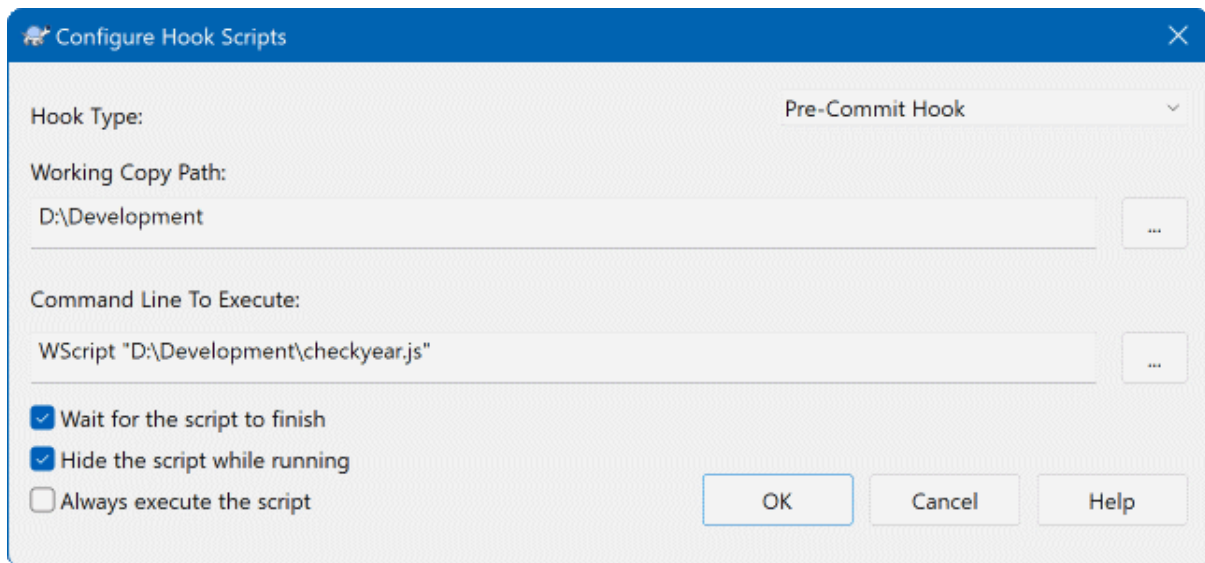 Configure Hook Scripts
Hook Type:
Pre-Commit Hook
Working Copy Path:
D:\Development
...
Command Line To Execute:
WScript "D:\Development\checkyear.js"
...
Wait for the script to finish
Hide the script while running
Always execute the script
OK
Cancel
Help